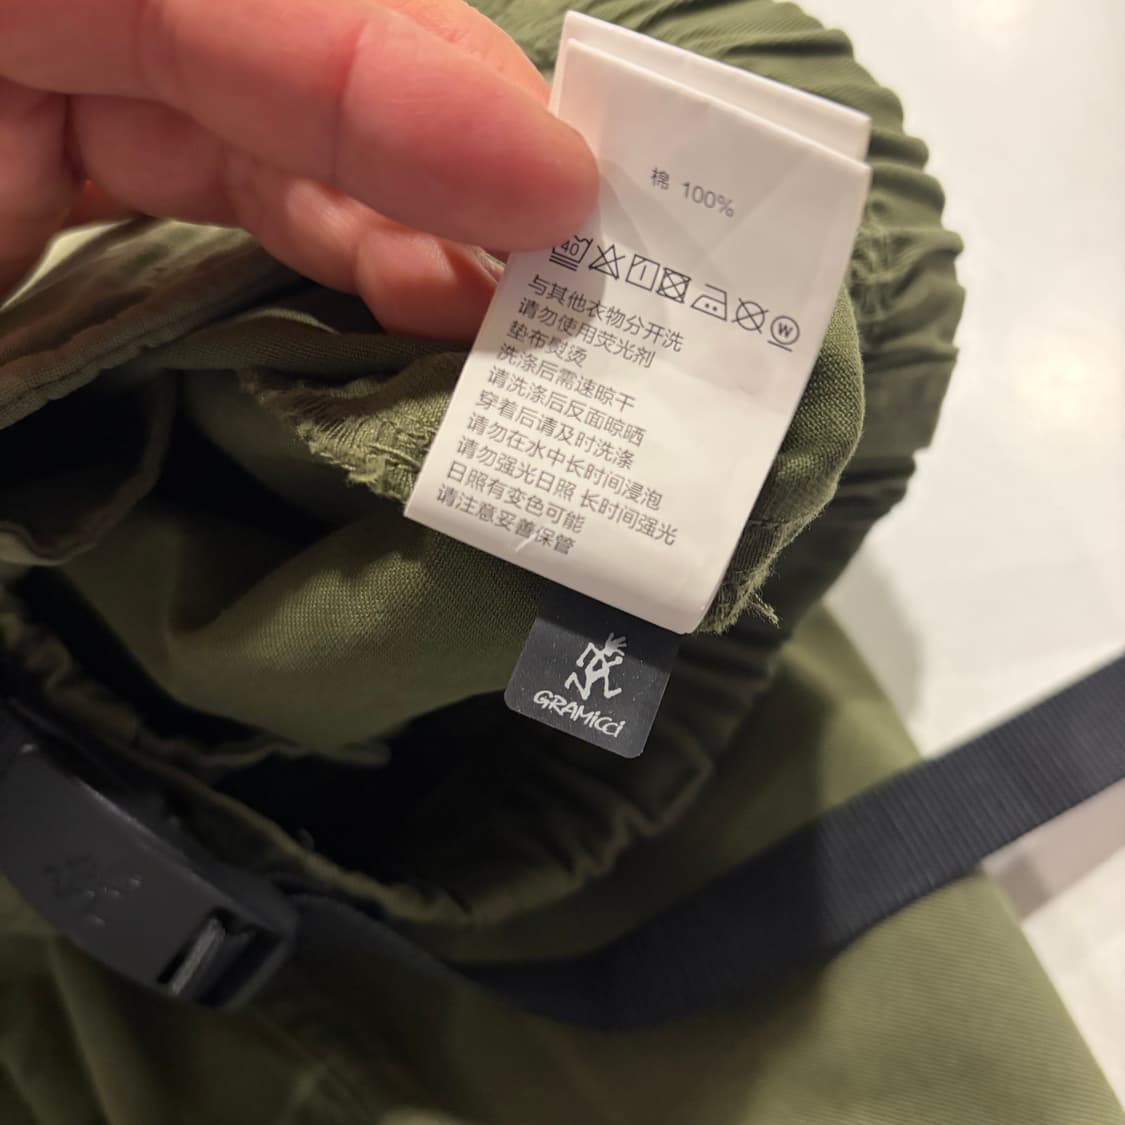 棉 100%
40
W
与其他衣物分开洗
请勿使用荧光剂
垫布熨烫
洗涤后需速晾干
请洗涤后反面晾晒
穿着后请及时洗涤
请勿在水中长时间浸泡
请勿强光日照 长时间强光
日照有变色可能
请注意妥善保管
GRAMICCI